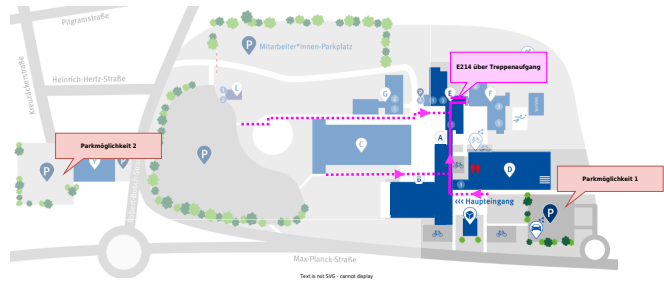 Pilgramstraße
Mitarbeiter*innen-Parkplatz
P
E214 über Treppenaufgang
Heinrich-Hertz-Straße
Kreuzäckerstraße
L
G
P
E
F
Parkmöglichkeit 2
P
V
P
P
C
A
D
Parkmöglichkeit 1
‹‹‹ Haupteingang
P
Max-Planck-Straße
Text is not SVG - cannot display